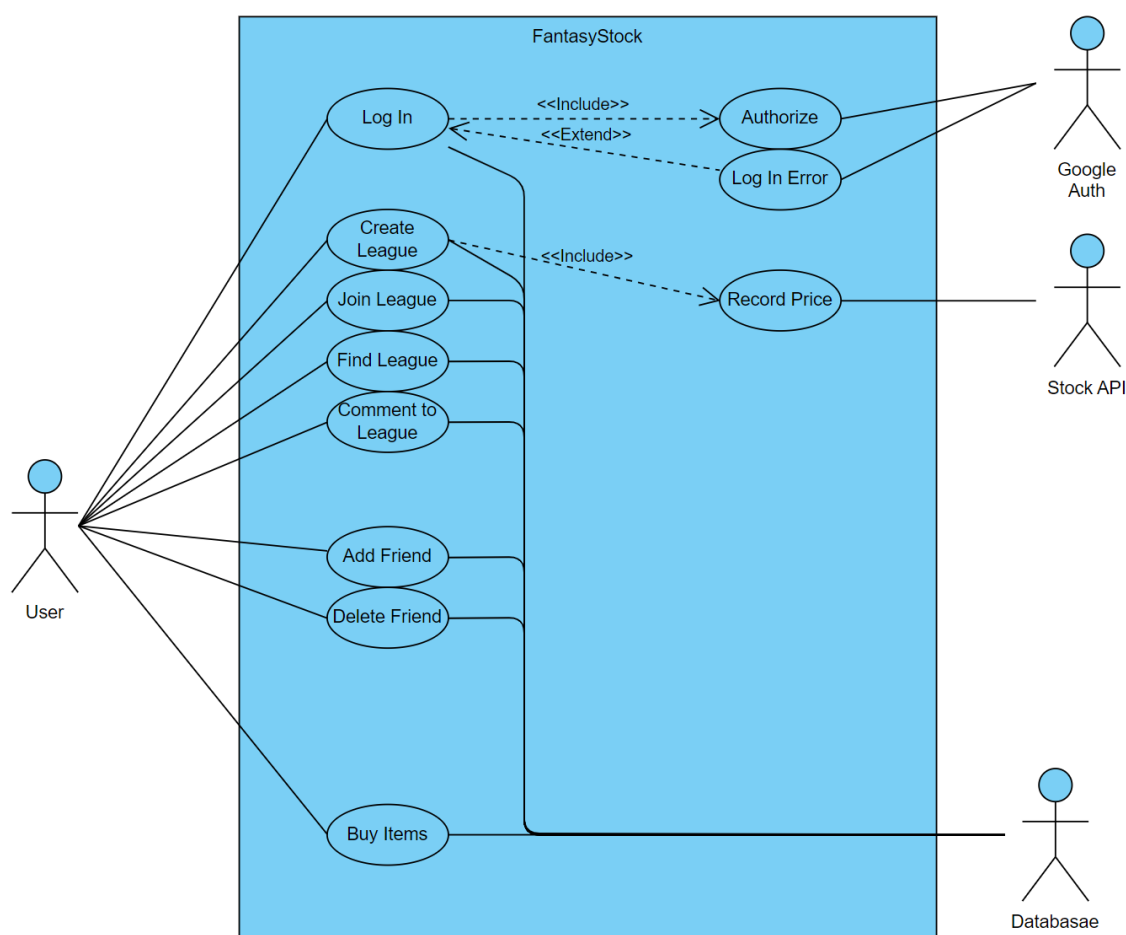 FantasyStock
Log In
<<Include>>
Authorize
<<Extend>>
Log In Error
Google
Auth
Create
League
<<Include>>
Join League
Record Price
Stock API
Find League
Comment to
League
Add Friend
Delete Friend
User
Buy Items
Databasae